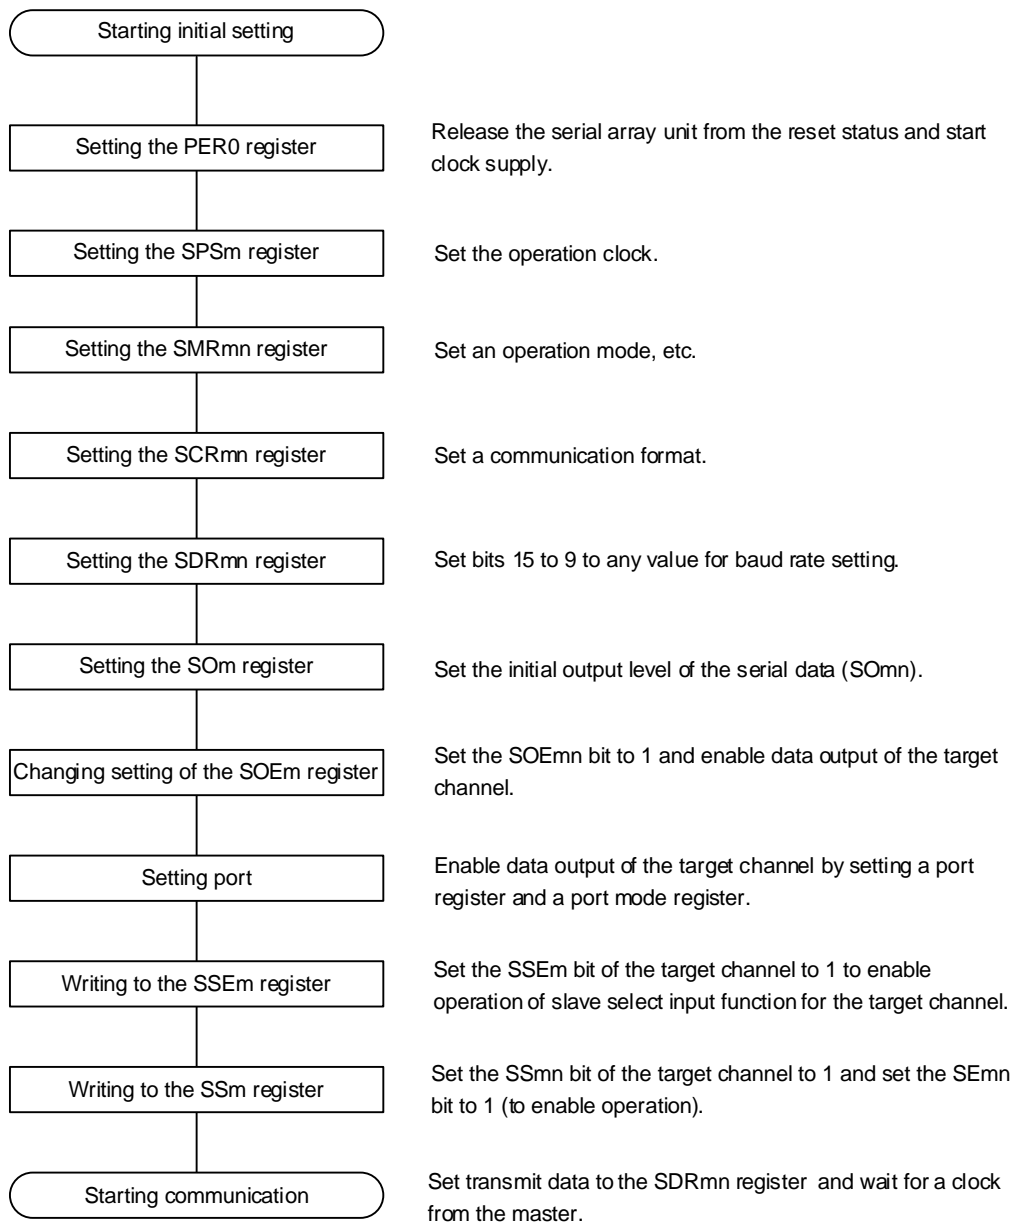 Starting initial setting
Setting the PER0 register
Release the serial array unit from the reset status and start
clock supply.
Setting the SPSm register
Set the operation clock.
Setting the SMRmn register
Set an operation mode, etc.
Setting the SCRmn register
Set a communication format.
Setting the SDRmn register
Set bits 15 to 9 to any value for baud rate setting.
Setting the SOm register
Set the initial output level of the serial data (SOmn).
Changing setting of the SOEm register
Set the SOEmn bit to 1 and enable data output of the target
channel.
Setting port
Enable data output of the target channel by setting a port
register and a port mode register.
Writing to the SSEm register
Set the SSEm bit of the target channel to 1 to enable
operation of slave select input function for the target channel.
Writing to the SSm register
Set the SSmn bit of the target channel to 1 and set the SEmn
bit to 1 (to enable operation).
Starting communication
Set transmit data to the SDRmn register and wait for a clock
from the master.